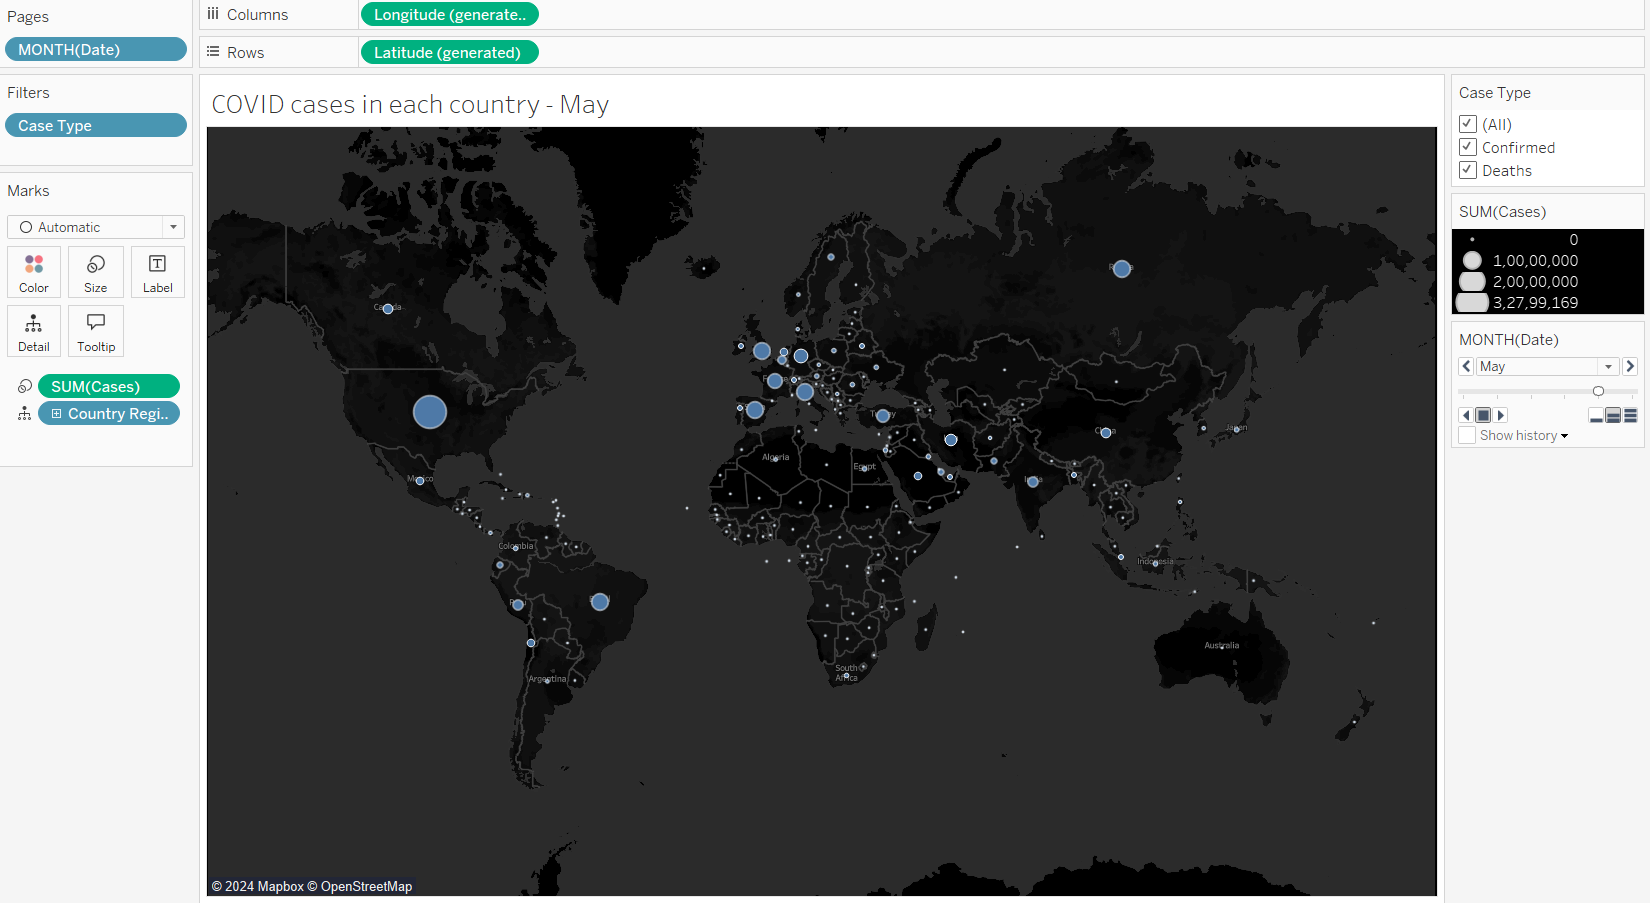 Pages
MONTH(Date)
Filters
Case Type
Marks
Automatic
Color
Size
Label
Detail
Tooltip
SUM(Cases)
Country Regi..
Columns
Longitude (generate..
Rows
Latitude (generated)
COVID cases in each country - May
Canada
Mexico
Colombia
Argentina
Algeria
Egypt
South
Africa
Japan
Indonesia
Australia
© 2024 Mapbox © OpenStreetMap
Case Type
(All)
Confirmed
Deaths
SUM(Cases)
0
1,00,00,000
2,00,00,000
3,27,99,169
MONTH(Date)
May
Show history